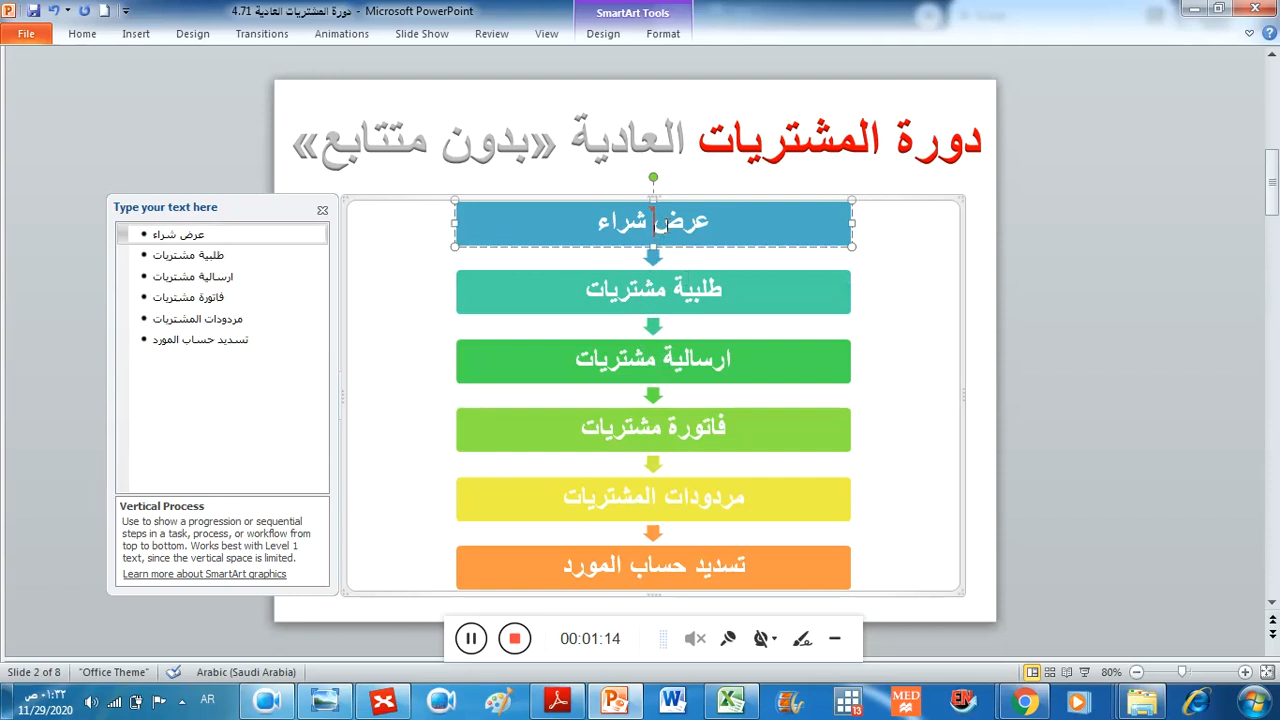 دورة المشتريات العادية 4.71 - Microsoft PowerPoint
SmartArt Tools
File Home Insert Design Transitions Animations Slide Show Review View Design Format
دورة المشتريات العادية «بدون متتابع»
Type your text here
عرض شراء
طلبية مشتريات
ارسالية مشتريات
فاتورة مشتريات
مردودات المشتريات
تسديد حساب المورد
Vertical Process
Use to show a progression or sequential
steps in a task, process, or workflow from
top to bottom. Works best with Level 1
text, since the vertical space is limited.
Learn more about SmartArt graphics
عرض شراء
طلبية مشتريات
ارسالية مشتريات
فاتورة مشتريات
مردودات المشتريات
تسديد حساب المورد
00:01:14
Slide 2 of 8 "Office Theme" Arabic (Saudi Arabia) 80%
٠١:٣٢ ص
11/29/2020
AR
13
MED
EN